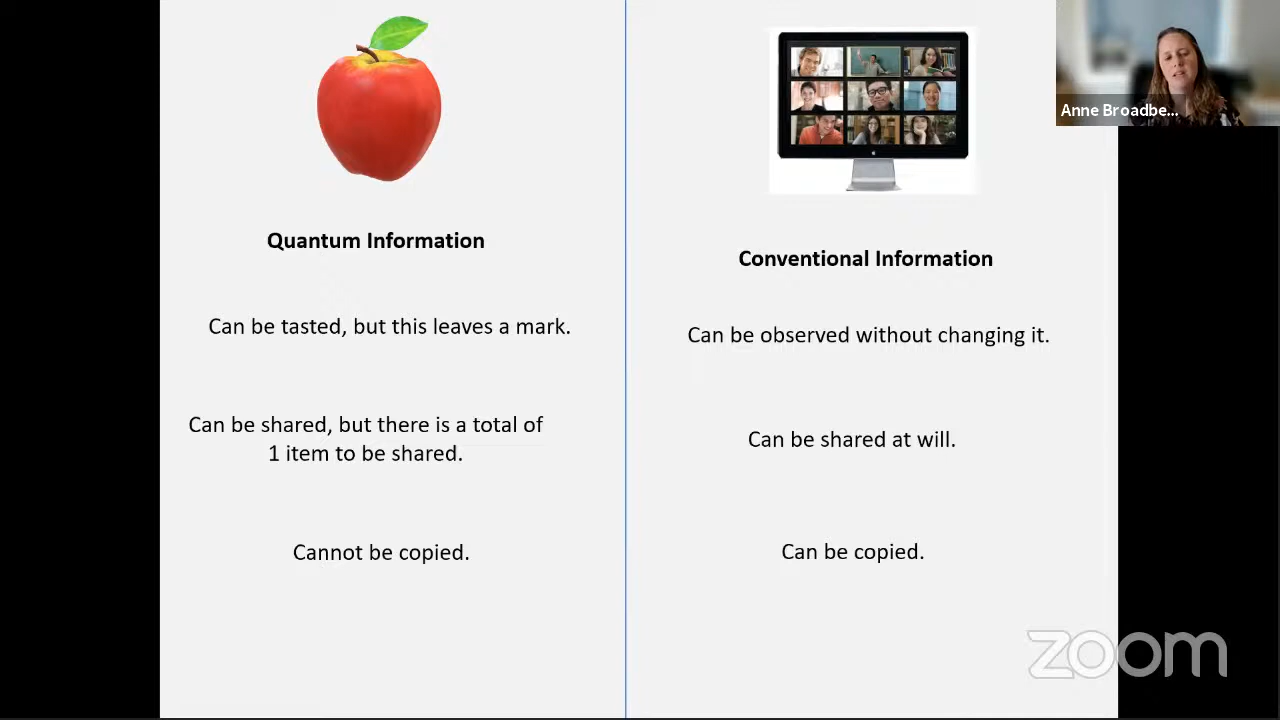 Anne Broadbe...
Quantum Information
Can be tasted, but this leaves a mark.
Can be shared, but there is a total of
1 item to be shared.
Cannot be copied.
Conventional Information
Can be observed without changing it.
Can be shared at will.
Can be copied.
zoom